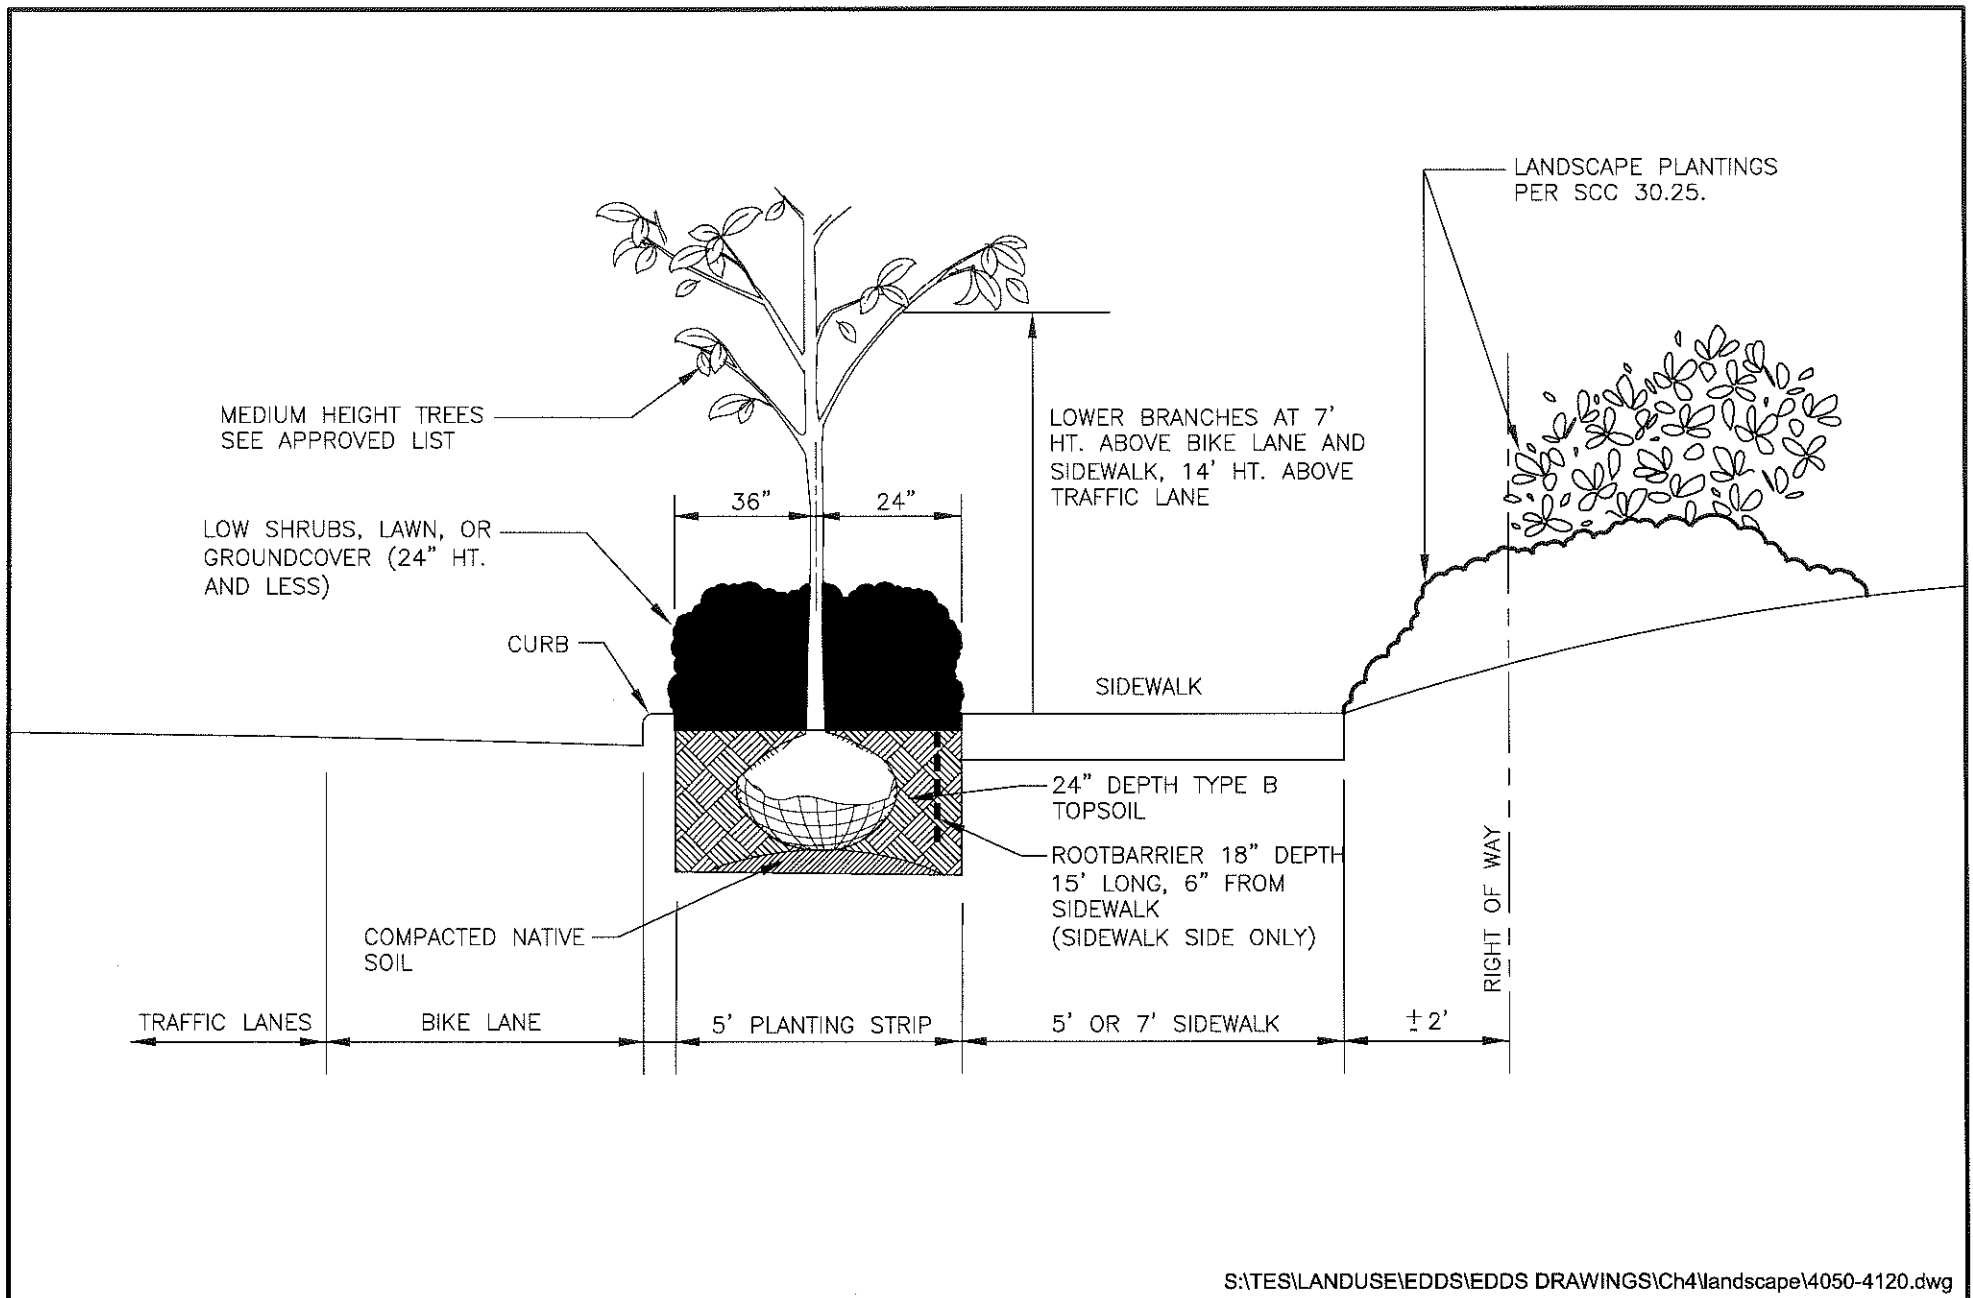 LANDSCAPE PLANTINGS
PER SCC 30.25.
MEDIUM HEIGHT TREES
SEE APPROVED LIST
LOWER BRANCHES AT 7'
HT. ABOVE BIKE LANE AND
SIDEWALK, 14' HT. ABOVE
TRAFFIC LANE
36"
24"
LOW SHRUBS, LAWN, OR
GROUNDCOVER (24" HT.
AND LESS)
CURB
SIDEWALK
24" DEPTH TYPE B
TOPSOIL
ROOTBARRIER 18" DEPTH
15' LONG, 6" FROM
SIDEWALK
(SIDEWALK SIDE ONLY)
COMPACTED NATIVE
SOIL
RIGHT OF WAY
TRAFFIC LANES
BIKE LANE
5' PLANTING STRIP
5' OR 7' SIDEWALK
±2'
S:\TES\LANDUSE\EDDS\EDDS DRAWINGS\Ch4\landscape\4050-4120.dwg